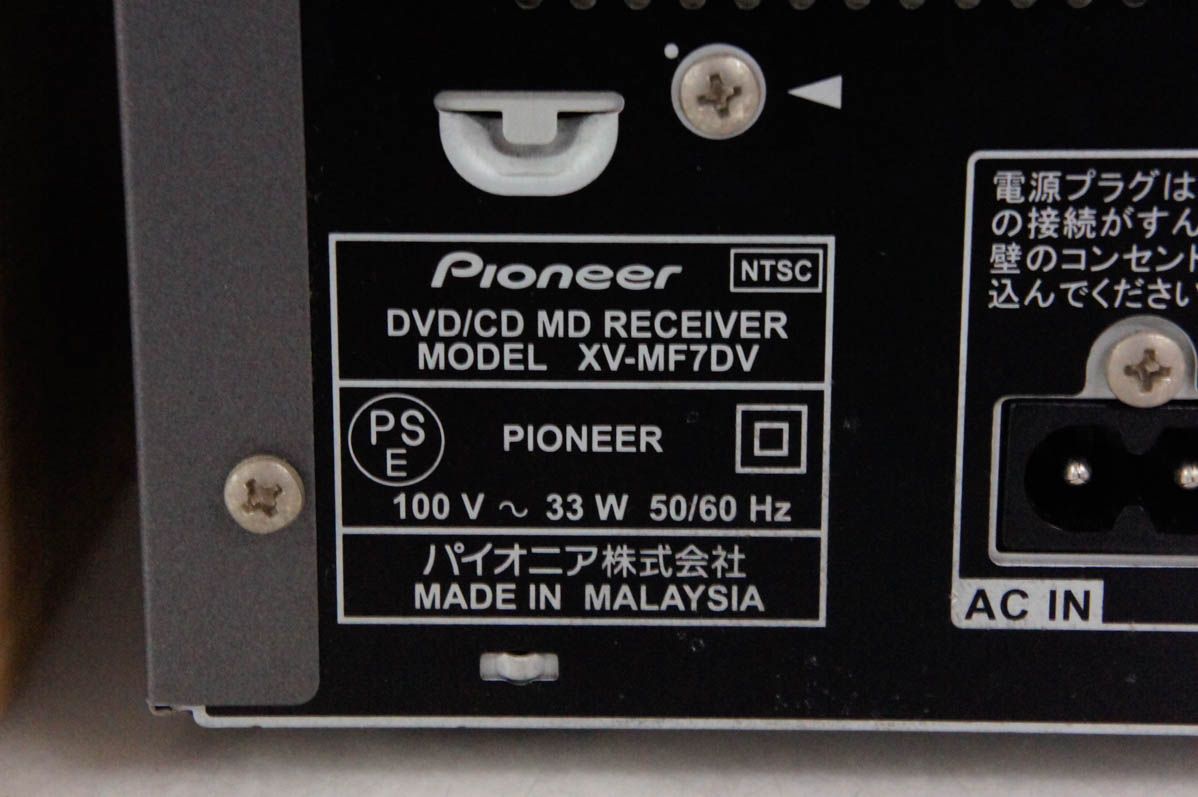 Pioneer NTSC
DVD/CD MD RECEIVER
MODEL XV-MF7DV
PS
E
PIONEER
100 V ～ 33 W 50/60 Hz
パイオニア株式会社
MADE IN MALAYSIA
電源プラグは
の接続がすん
壁のコンセント
込んでください
AC IN